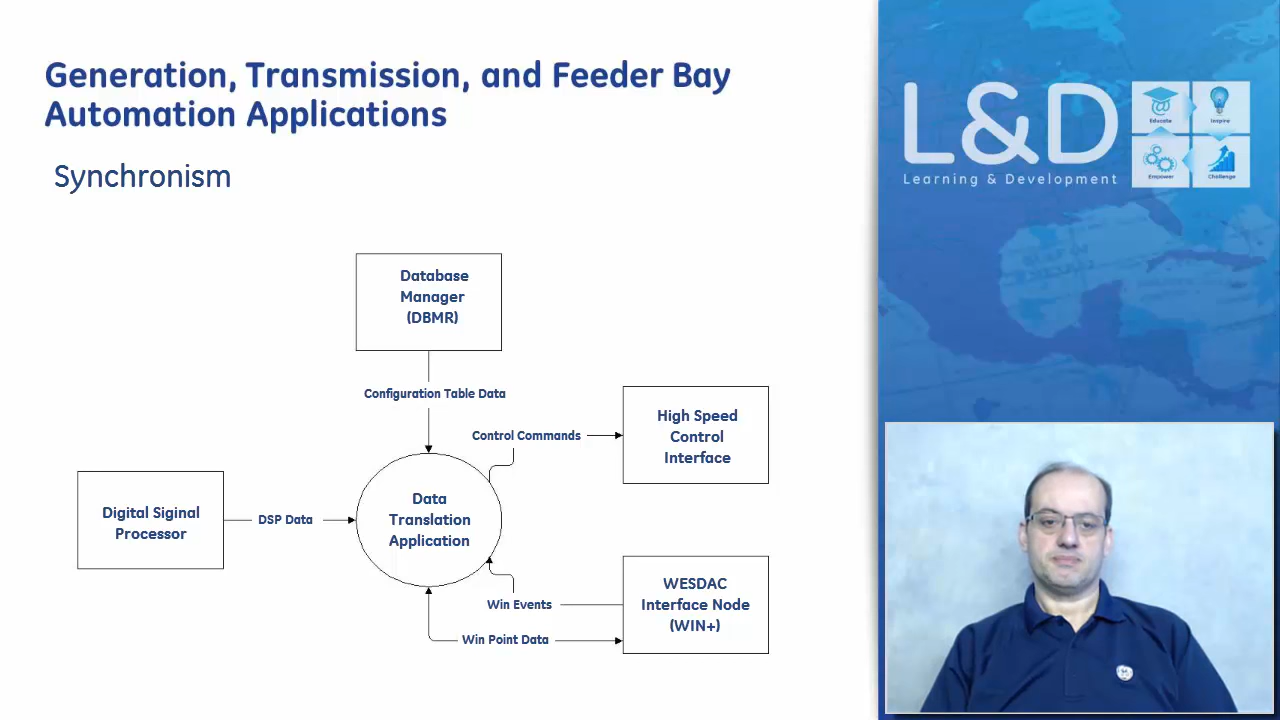 Generation, Transmission, and Feeder Bay
Automation Applications
Synchronism
Database
Manager
(DBMR)
Configuration Table Data
Control Commands
High Speed
Control
Interface
Digital Siginal
Processor
DSP Data
Data
Translation
Application
Win Events
Win Point Data
WESDAC
Interface Node
(WIN+)
L&D
Learning & Development
Educate
Inspire
Empower
Challenge